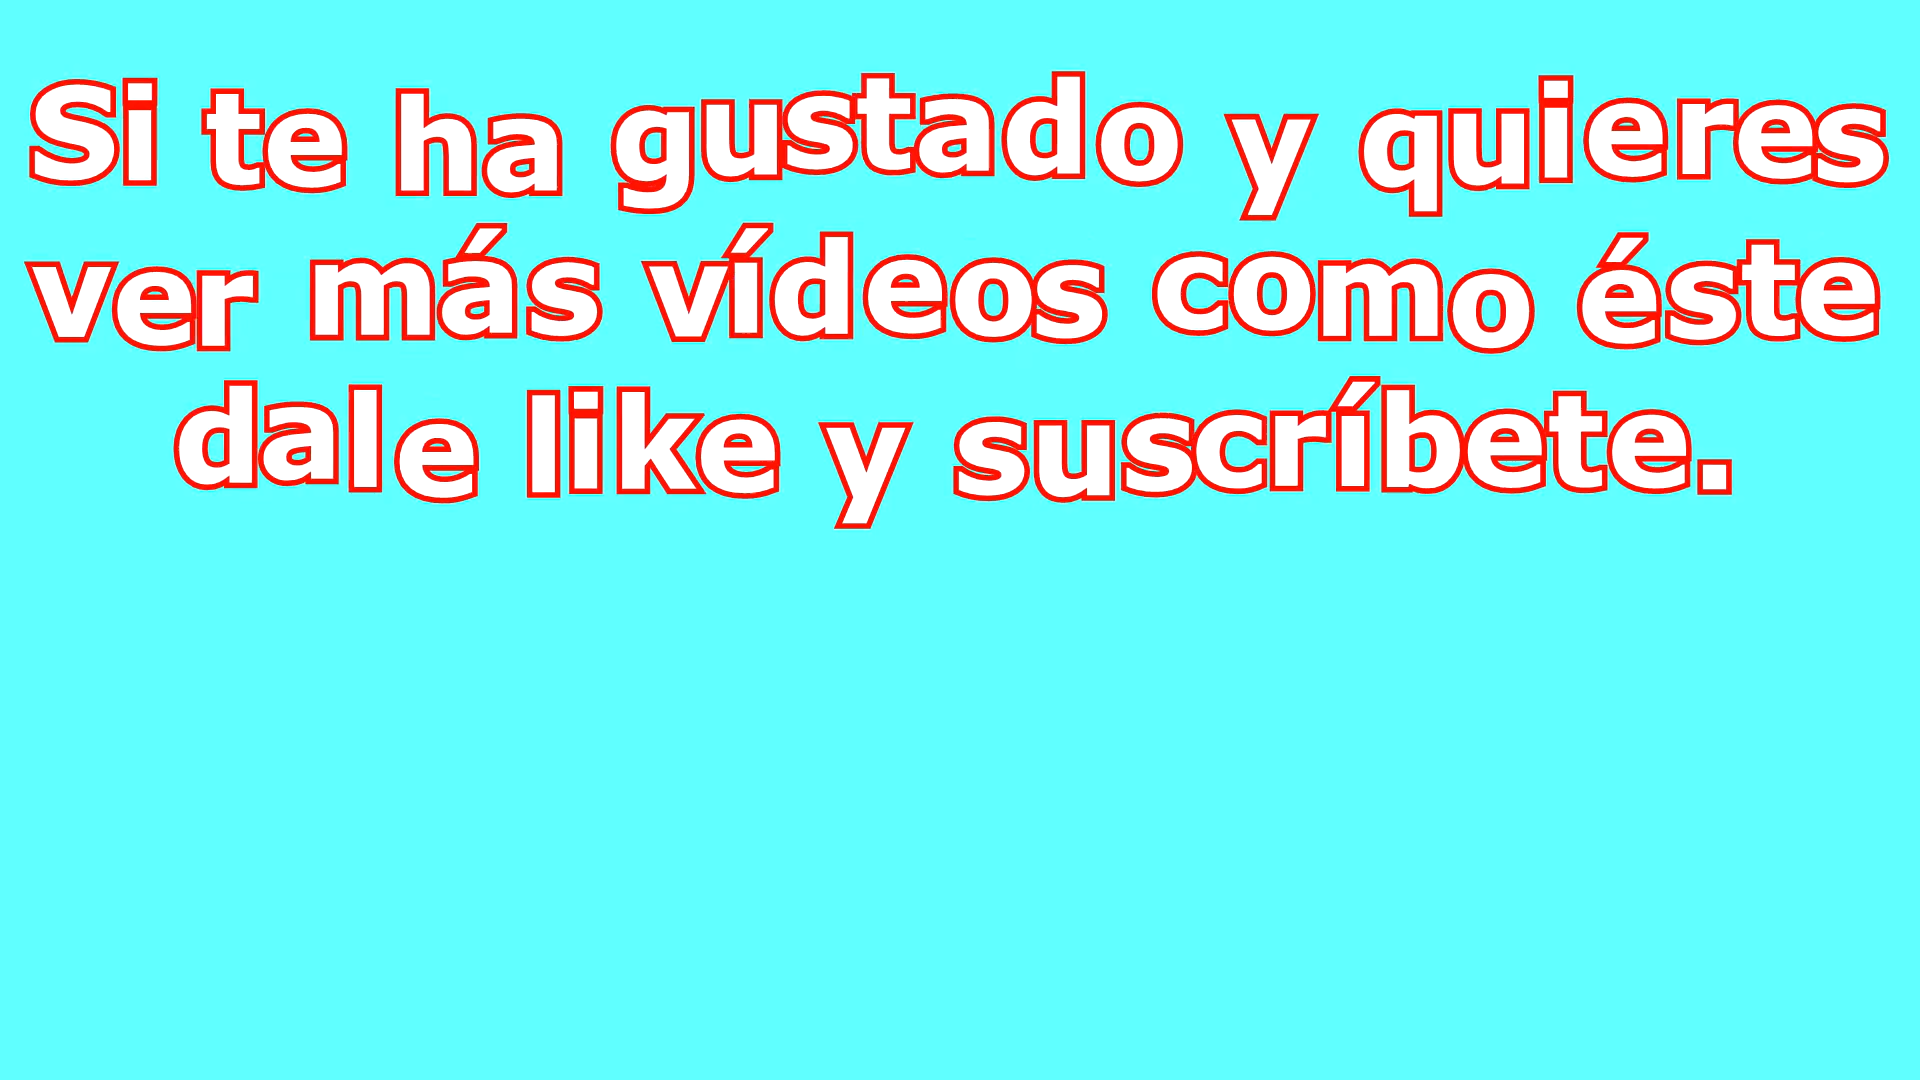 Si te ha gustado y quieres
ver más vídeos como éste
dale like y suscríbete.